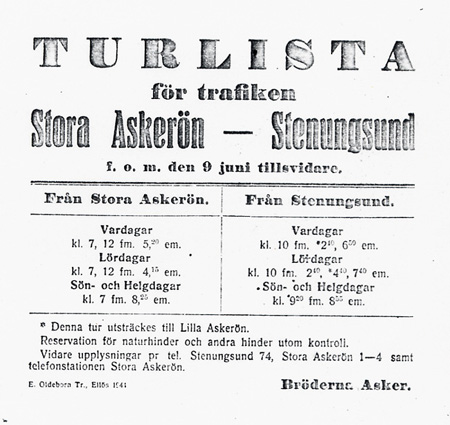 TURLISTA
för trafiken
Stora Askerön — Stenungsund
f. o. m. den 9 juni tillsvidare.
Från Stora Askerön.
Vardagar
kl. 7, 12 fm. 5,20 em.
Lördagar
kl. 7, 12 fm. 4,15 em.
Sön- och Helgdagar
kl. 7 fm. 8,25 em.
Från Stenungsund.
Vardagar
kl. 10 fm. *240, 650 em.
Lördagar
kl. 10 fm. 240, *440, 740 em.
Sön- och Helgdagar
kl. *920 fm. 855 em.
* Denna tur utsträckes till Lilla Askerön.
Reservation för naturhinder och andra hinder utom kontroll.
Vidare upplysningar pr tel. Stenungsund 74, Stora Askerön 1—4 samt
telefonstationen Stora Askerön.
E. Oldeborn Tr., Ellös 1941
Bröderna Asker.